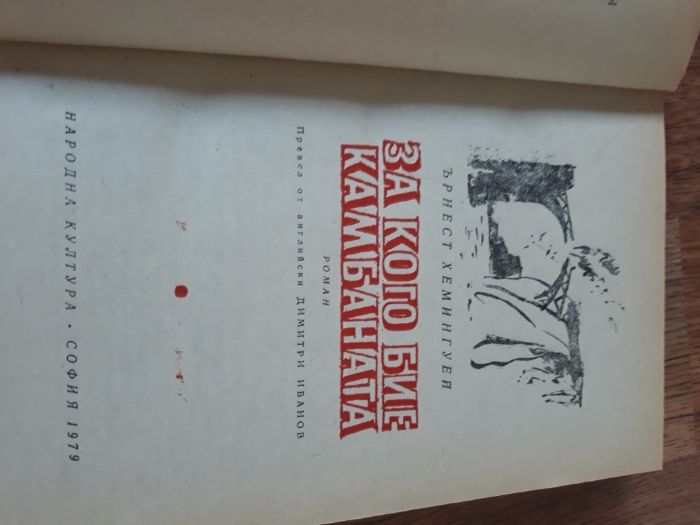 ЪРНЕСТ ХЕМИНГУЕЙ
ЗА КОГО БИЕ
КАМБАНАТА
РОМАН
Превел от английски ДИМИТРИ ИВАНОВ
НАРОДНА КУЛТУРА • СОФИЯ 1979